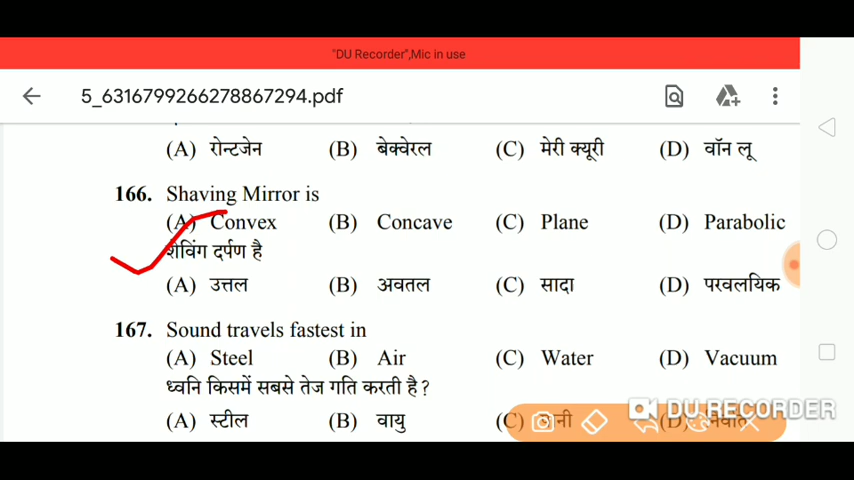 "DU Recorder",Mic in use
5_6316799266278867294.pdf
(A) रोन्टजेन (B) बेक्वेरल (C) मेरी क्यूरी (D) वॉन लू
166. Shaving Mirror is
(A) Convex (B) Concave (C) Plane (D) Parabolic
शेविंग दर्पण है
(A) उत्तल (B) अवतल (C) सादा (D) परवलयिक
167. Sound travels fastest in
(A) Steel (B) Air (C) Water (D) Vacuum
ध्वनि किसमें सबसे तेज गति करती है ?
DU RECORDER
(A) स्टील (B) वायु (C) (D)